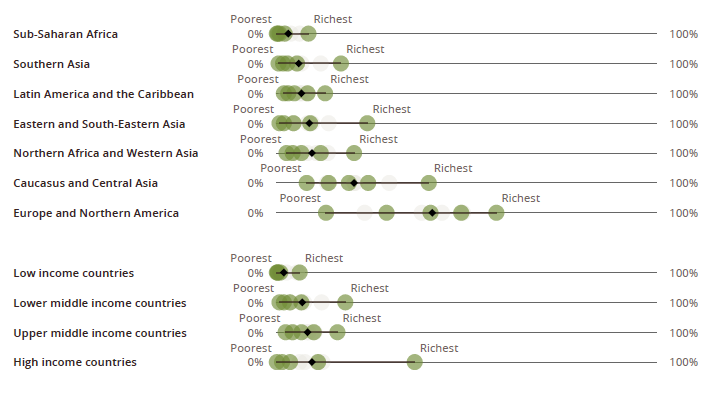 Poorest Richest
Sub-Saharan Africa 0% 100%
Poorest Richest
Southern Asia 0% 100%
Poorest Richest
Latin America and the Caribbean 0% 100%
Poorest Richest
Eastern and South-Eastern Asia 0% 100%
Poorest Richest
Northern Africa and Western Asia 0% 100%
Poorest Richest
Caucasus and Central Asia 0% 100%
Poorest Richest
Europe and Northern America 0% 100%
Poorest Richest
Low income countries 0% 100%
Poorest Richest
Lower middle income countries 0% 100%
Poorest Richest
Upper middle income countries 0% 100%
Poorest Richest
High income countries 0% 100%